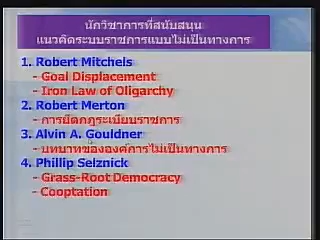 นักวิชาการที่สนับสนุน
แนวคิดระบบราชการแบบไม่เป็นทางการ
1. Robert Mitchels
- Goal Displacement
- Iron Law of Oligarchy
2. Robert Merton
- การยึดกฎระเบียบราชการ
3. Alvin A. Gouldner
- บทบาทขององค์การไม่เป็นทางการ
4. Phillip Selznick
- Grass-Root Democracy
- Cooptation